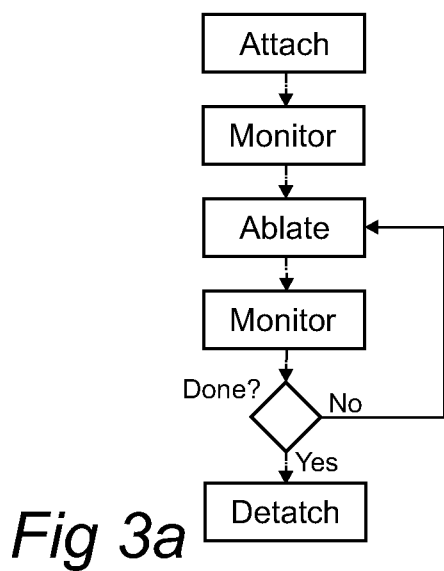 Attach
Monitor
Ablate
Monitor
Done?
No
Yes
Detatch
Fig 3a